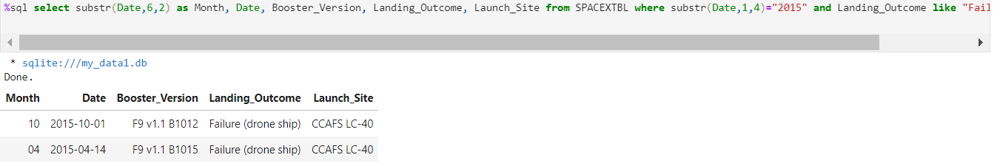 %sql select substr(Date,6,2) as Month, Date, Booster_Version, Landing_Outcome, Launch_Site from SPACEXTBL where substr(Date,1,4)="2015" and Landing_Outcome like "Fail
* sqlite:///my_data1.db
Done.
Month Date Booster_Version Landing_Outcome Launch_Site
10 2015-10-01 F9 v1.1 B1012 Failure (drone ship) CCAFS LC-40
04 2015-04-14 F9 v1.1 B1015 Failure (drone ship) CCAFS LC-40